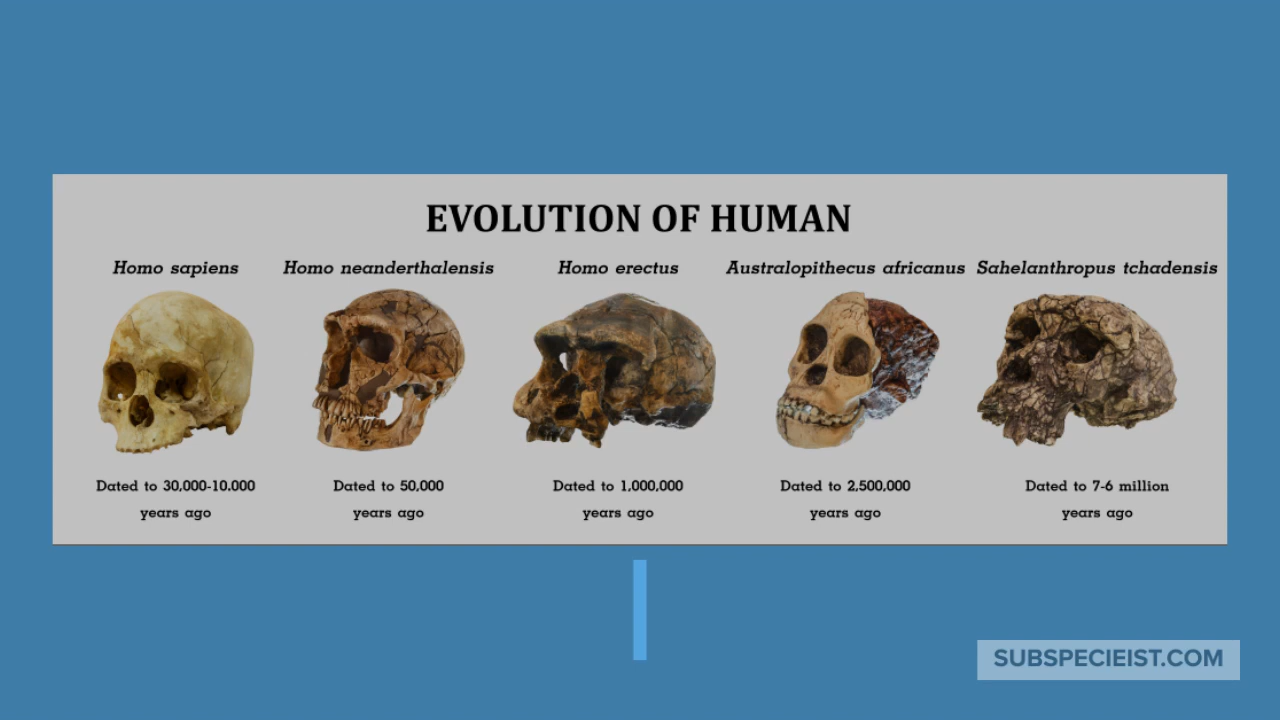 EVOLUTION OF HUMAN
Homo sapiens
Homo neanderthalensis
Homo erectus
Australopithecus africanus
Sahelanthropus tchadensis
Dated to 30,000-10.000
years ago
Dated to 50,000
years ago
Dated to 1,000,000
years ago
Dated to 2,500,000
years ago
Dated to 7-6 million
years ago
SUBSPECIEIST.COM